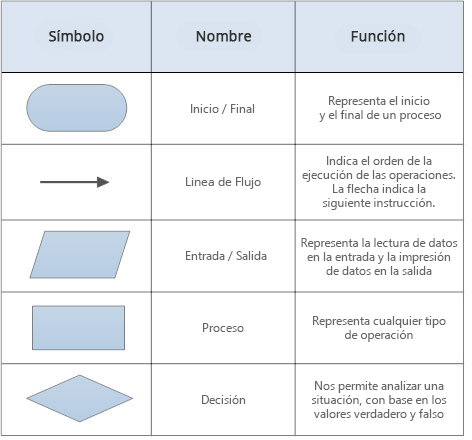 Símbolo
Nombre
Función
Inicio / Final
Representa el inicio
y el final de un proceso
Linea de Flujo
Indica el orden de la
ejecución de las operaciones.
La flecha indica la
siguiente instrucción.
Entrada / Salida
Representa la lectura de datos
en la entrada y la impresión
de datos en la salida
Proceso
Representa cualquier tipo
de operación
Decisión
Nos permite analizar una
situación, con base en los
valores verdadero y falso